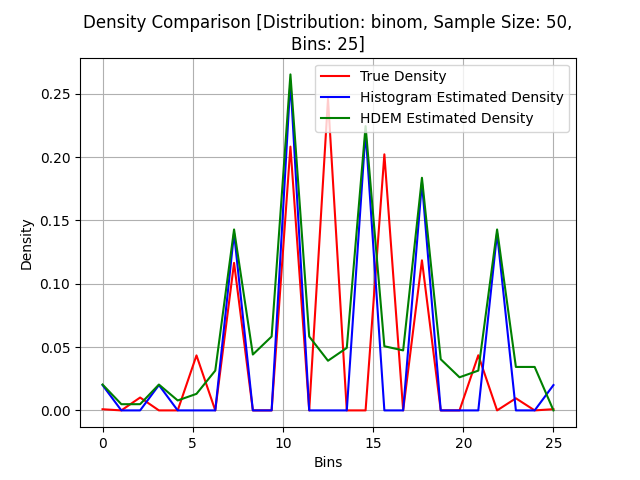 Density Comparison [Distribution: binom, Sample Size: 50,
Bins: 25]
True Density
Histogram Estimated Density
HDEM Estimated Density
Density
0.25
0.20
0.15
0.10
0.05
0.00
0 5 10 15 20 25
Bins